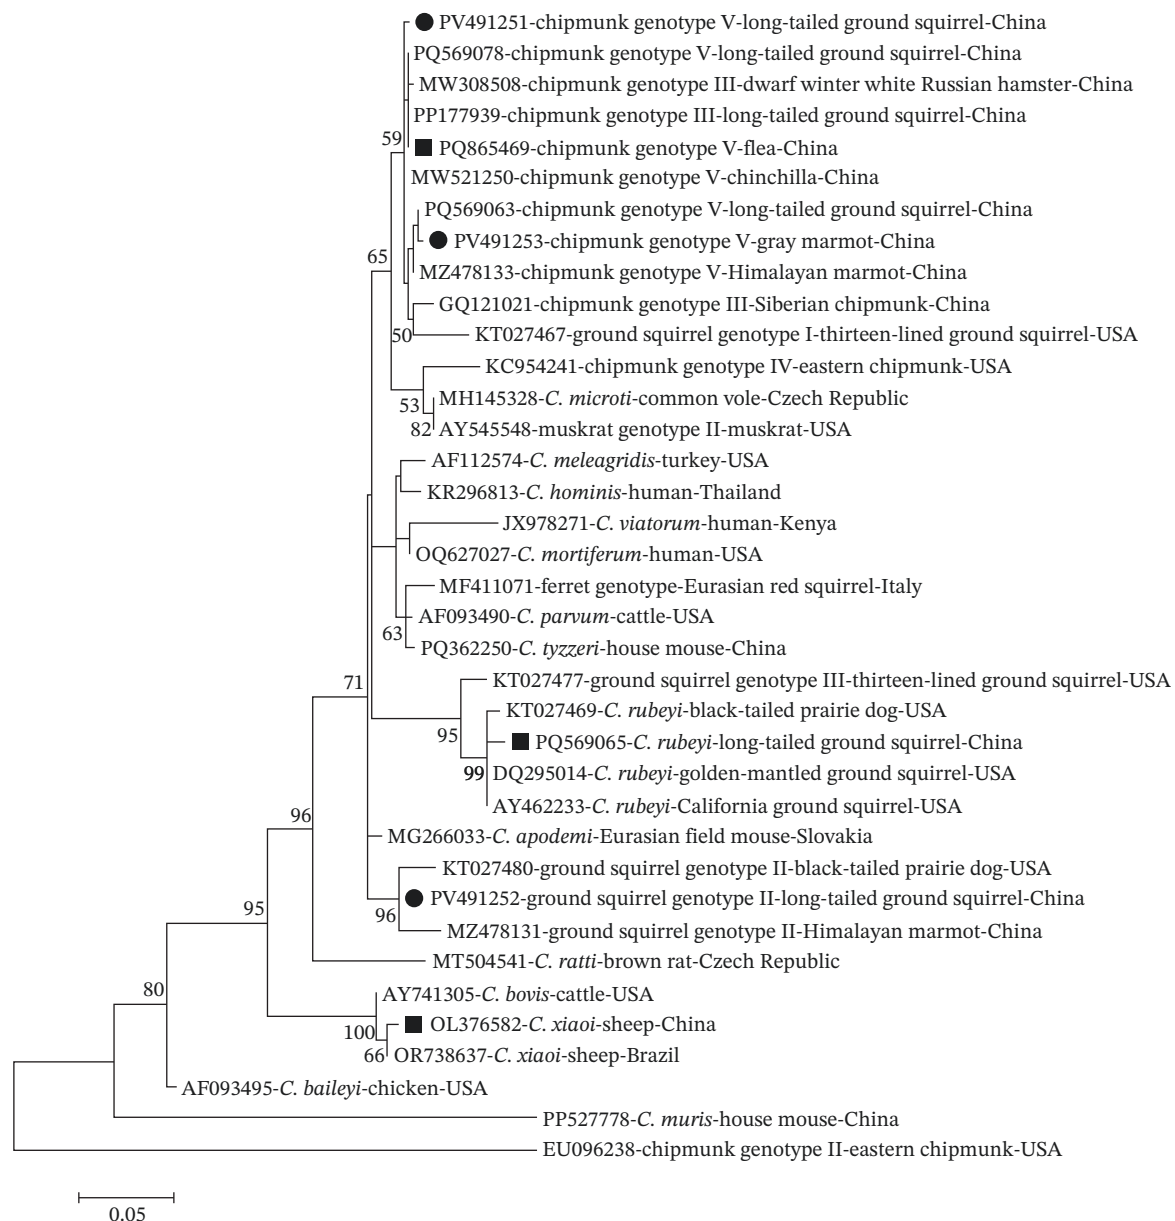 PV491251-chipmunk genotype V-long-tailed ground squirrel-China
PQ569078-chipmunk genotype V-long-tailed ground squirrel-China
MW308508-chipmunk genotype III-dwarf winter white Russian hamster-China
PP177939-chipmunk genotype III-long-tailed ground squirrel-China
59
PQ865469-chipmunk genotype V-flea-China
MW521250-chipmunk genotype V-chinchilla-China
PQ569063-chipmunk genotype V-long-tailed ground squirrel-China
PV491253-chipmunk genotype V-gray marmot-China
65
MZ478133-chipmunk genotype V-Himalayan marmot-China
GQ121021-chipmunk genotype III-Siberian chipmunk-China
50
KT027467-ground squirrel genotype I-thirteen-lined ground squirrel-USA
KC954241-chipmunk genotype IV-eastern chipmunk-USA
53
MH145328-C. microti-common vole-Czech Republic
82
AY545548-muskrat genotype II-muskrat-USA
AF112574-C. meleagridis-turkey-USA
KR296813-C. hominis-human-Thailand
JX978271-C. viatorum-human-Kenya
OQ627027-C. mortiferum-human-USA
MF411071-ferret genotype-Eurasian red squirrel-Italy
AF093490-C. parvum-cattle-USA
63
PQ362250-C. tyzzeri-house mouse-China
71
KT027477-ground squirrel genotype III-thirteen-lined ground squirrel-USA
KT027469-C. rubeyi-black-tailed prairie dog-USA
95
PQ569065-C. rubeyi-long-tailed ground squirrel-China
99
DQ295014-C. rubeyi-golden-mantled ground squirrel-USA
AY462233-C. rubeyi-California ground squirrel-USA
96
MG266033-C. apodemi-Eurasian field mouse-Slovakia
KT027480-ground squirrel genotype II-black-tailed prairie dog-USA
PV491252-ground squirrel genotype II-long-tailed ground squirrel-China
96
95
MZ478131-ground squirrel genotype II-Himalayan marmot-China
MT504541-C. ratti-brown rat-Czech Republic
80
AY741305-C. bovis-cattle-USA
100
OL376582-C. xiaoi-sheep-China
66
OR738637-C. xiaoi-sheep-Brazil
AF093495-C. baileyi-chicken-USA
PP527778-C. muris-house mouse-China
EU096238-chipmunk genotype II-eastern chipmunk-USA
0.05